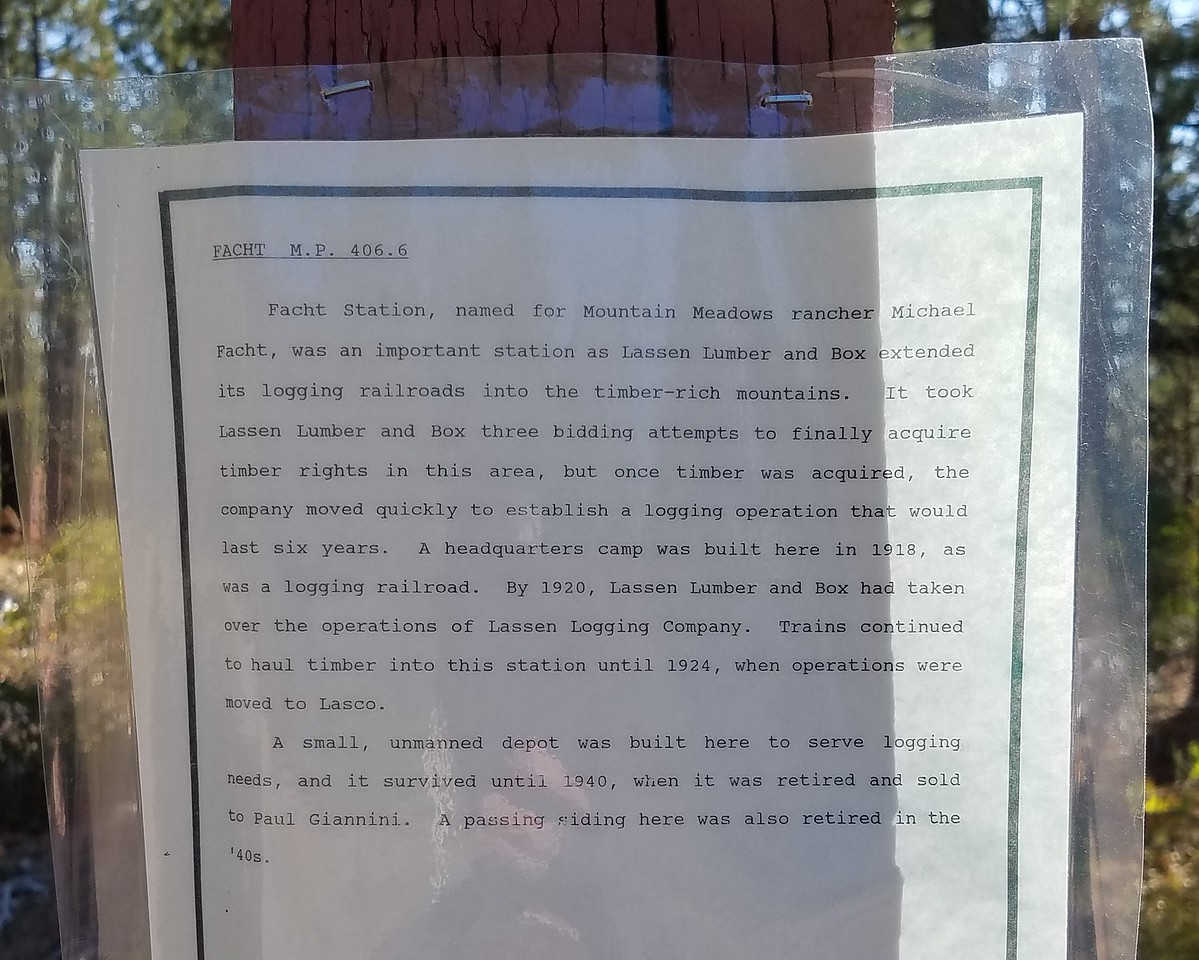 FACHT M.P. 406.6
Facht Station, named for Mountain Meadows rancher Michael
Facht, was an important station as Lassen Lumber and Box extended
its logging railroads into the timber-rich mountains. It took
Lassen Lumber and Box three bidding attempts to finally acquire
timber rights in this area, but once timber was acquired, the
company moved quickly to establish a logging operation that would
last six years. A headquarters camp was built here in 1918, as
was a logging railroad. By 1920, Lassen Lumber and Box had taken
over the operations of Lassen Logging Company. Trains continued
to haul timber into this station until 1924, when operations were
moved to Lasco.
A small, unmanned depot was built here to serve logging
needs, and it survived until 1940, when it was retired and sold
to Paul Giannini. A passing siding here was also retired in the
'40s.